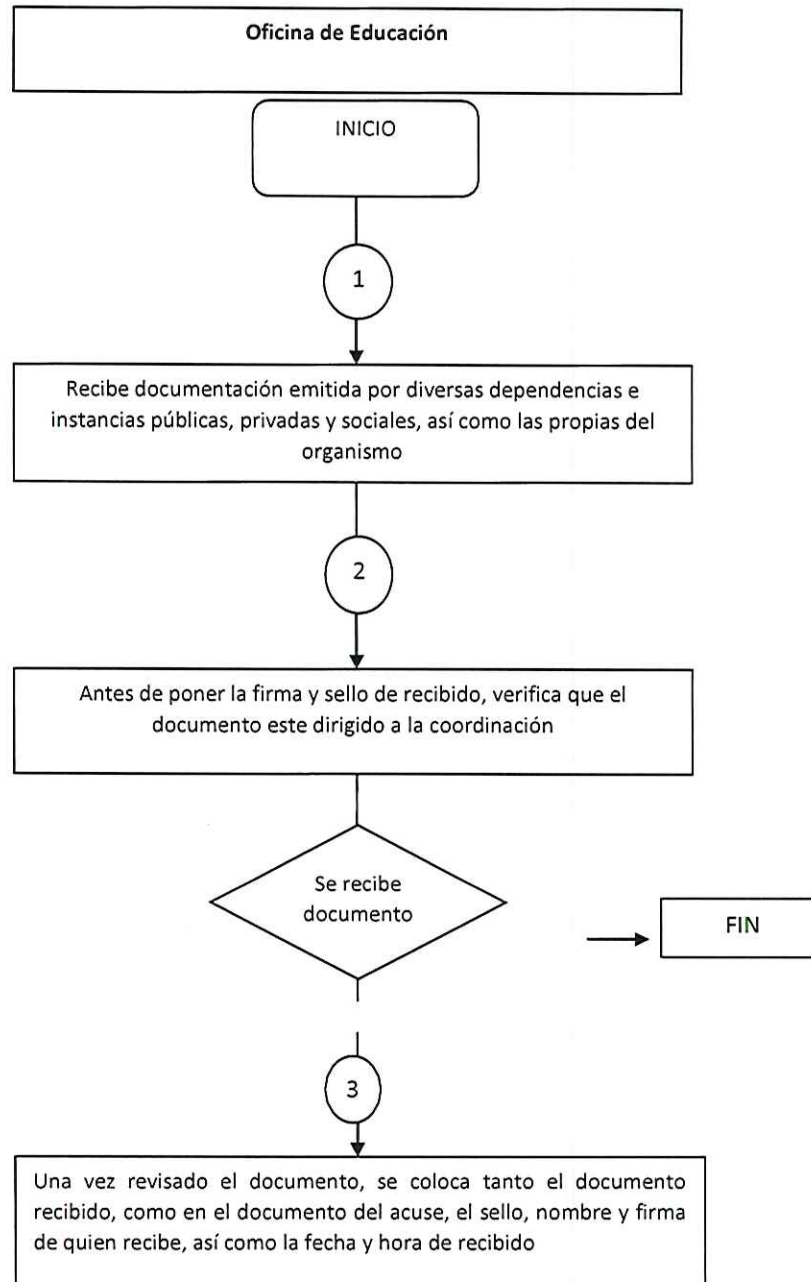 Oficina de Educación
INICIO
1
Recibe documentación emitida por diversas dependencias e
instancias públicas, privadas y sociales, así como las propias del
organismo
2
Antes de poner la firma y sello de recibido, verifica que el
documento este dirigido a la coordinación
Se recibe
documento
FIN
3
Una vez revisado el documento, se coloca tanto el documento
recibido, como en el documento del acuse, el sello, nombre y firma
de quien recibe, así como la fecha y hora de recibido